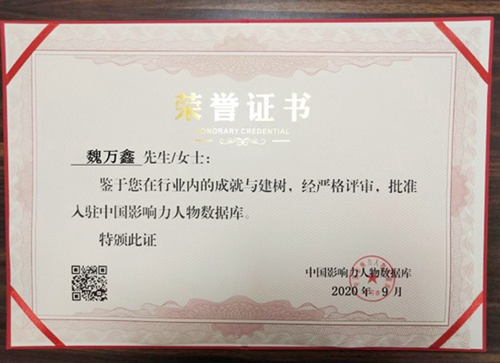 荣誉证书
HONORARY CREDENTIAL
魏万鑫 先生/女士：
鉴于您在行业内的成就与建树，经严格评审，批准
入驻中国影响力人物数据库。
特颁此证
中国影响力人物数据库
2020 年 9 月